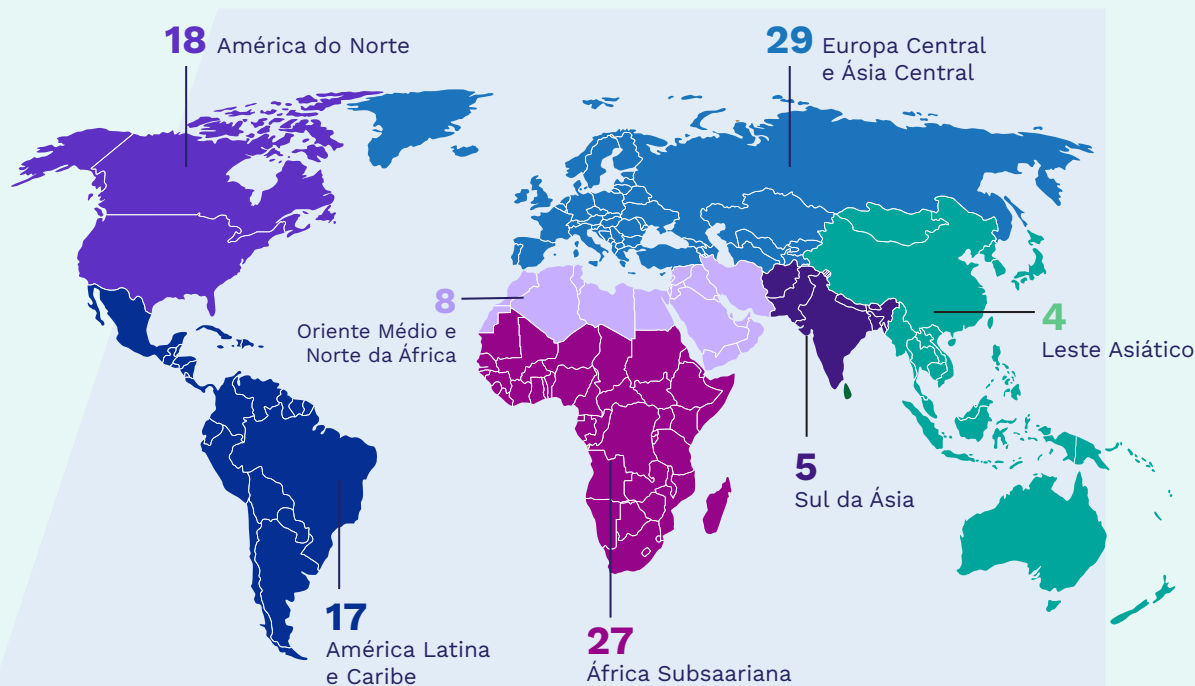 18 América do Norte
29 Europa Central
e Ásia Central
8
Oriente Médio e
Norte da África
4
Leste Asiático
5
Sul da Ásia
17
América Latina
e Caribe
27
África Subsaariana